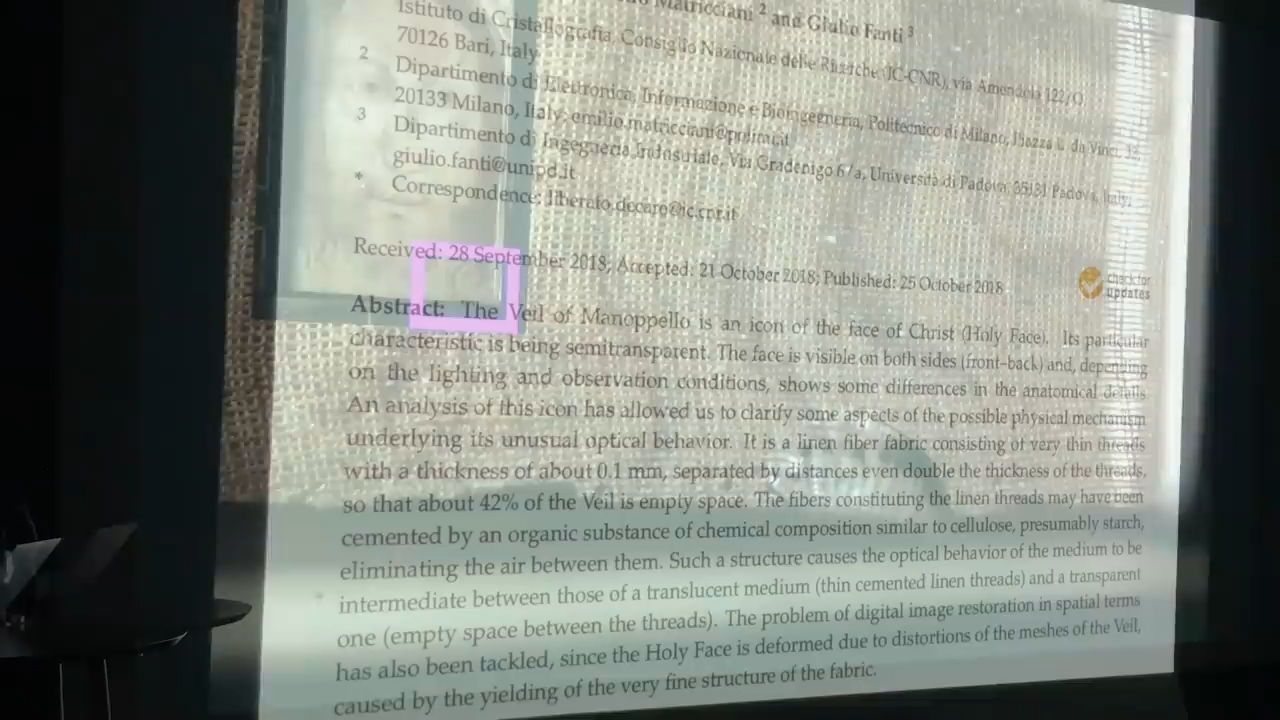 Matricciani 2 and Giulio Fanti 3
Istituto di Cristallografia, Consiglio Nazionale delle Ricerche (IC-CNR), via Amendola 122/O
70126 Bari, Italy
2 Dipartimento di Elettronica, Informazione e Bioingegneria, Politecnico di Milano, Piazza L. da Vinci, 32,
20133 Milano, Italy; emilio.matricciani@polimi.it
3 Dipartimento di Ingegneria Industriale, Via Gradenigo 6/a, Università di Padova, 35131 Padova, Italy;
giulio.fanti@unipd.it
* Correspondence: liberato.decaro@ic.cnr.it
Received: 28 September 2018; Accepted: 21 October 2018; Published: 25 October 2018
check for
updates
Abstract: The Veil of Manoppello is an icon of the face of Christ (Holy Face). Its particular
characteristic is being semitransparent. The face is visible on both sides (front–back) and, depending
on the lighting and observation conditions, shows some differences in the anatomical details.
An analysis of this icon has allowed us to clarify some aspects of the possible physical mechanism
underlying its unusual optical behavior. It is a linen fiber fabric consisting of very thin threads
with a thickness of about 0.1 mm, separated by distances even double the thickness of the threads,
so that about 42% of the Veil is empty space. The fibers constituting the linen threads may have been
cemented by an organic substance of chemical composition similar to cellulose, presumably starch,
eliminating the air between them. Such a structure causes the optical behavior of the medium to be
intermediate between those of a translucent medium (thin cemented linen threads) and a transparent
one (empty space between the threads). The problem of digital image restoration in spatial terms
has also been tackled, since the Holy Face is deformed due to distortions of the meshes of the Veil,
caused by the yielding of the very fine structure of the fabric.